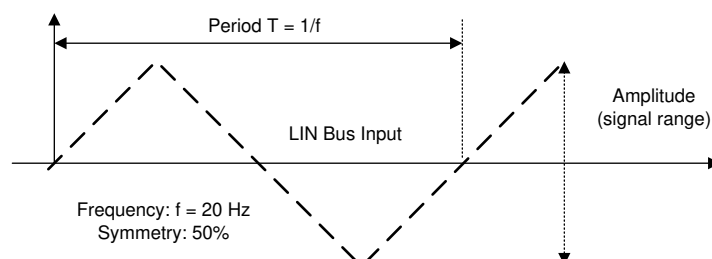 Period T = 1/f
LIN Bus Input
Amplitude
(signal range)
Frequency: f = 20 Hz
Symmetry: 50%